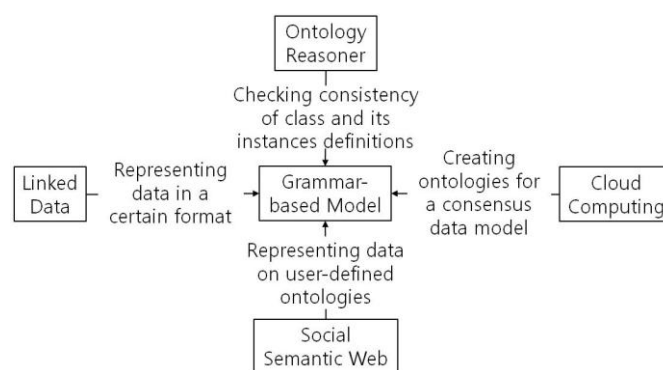 Ontology
Reasoner
Checking consistency
of class and its
instances definitions
Linked
Data
Representing
data in a
certain format
Grammar-
based Model
Creating
ontologies for
a consensus
data model
Cloud
Computing
Representing data
on user-defined
ontologies
Social
Semantic Web